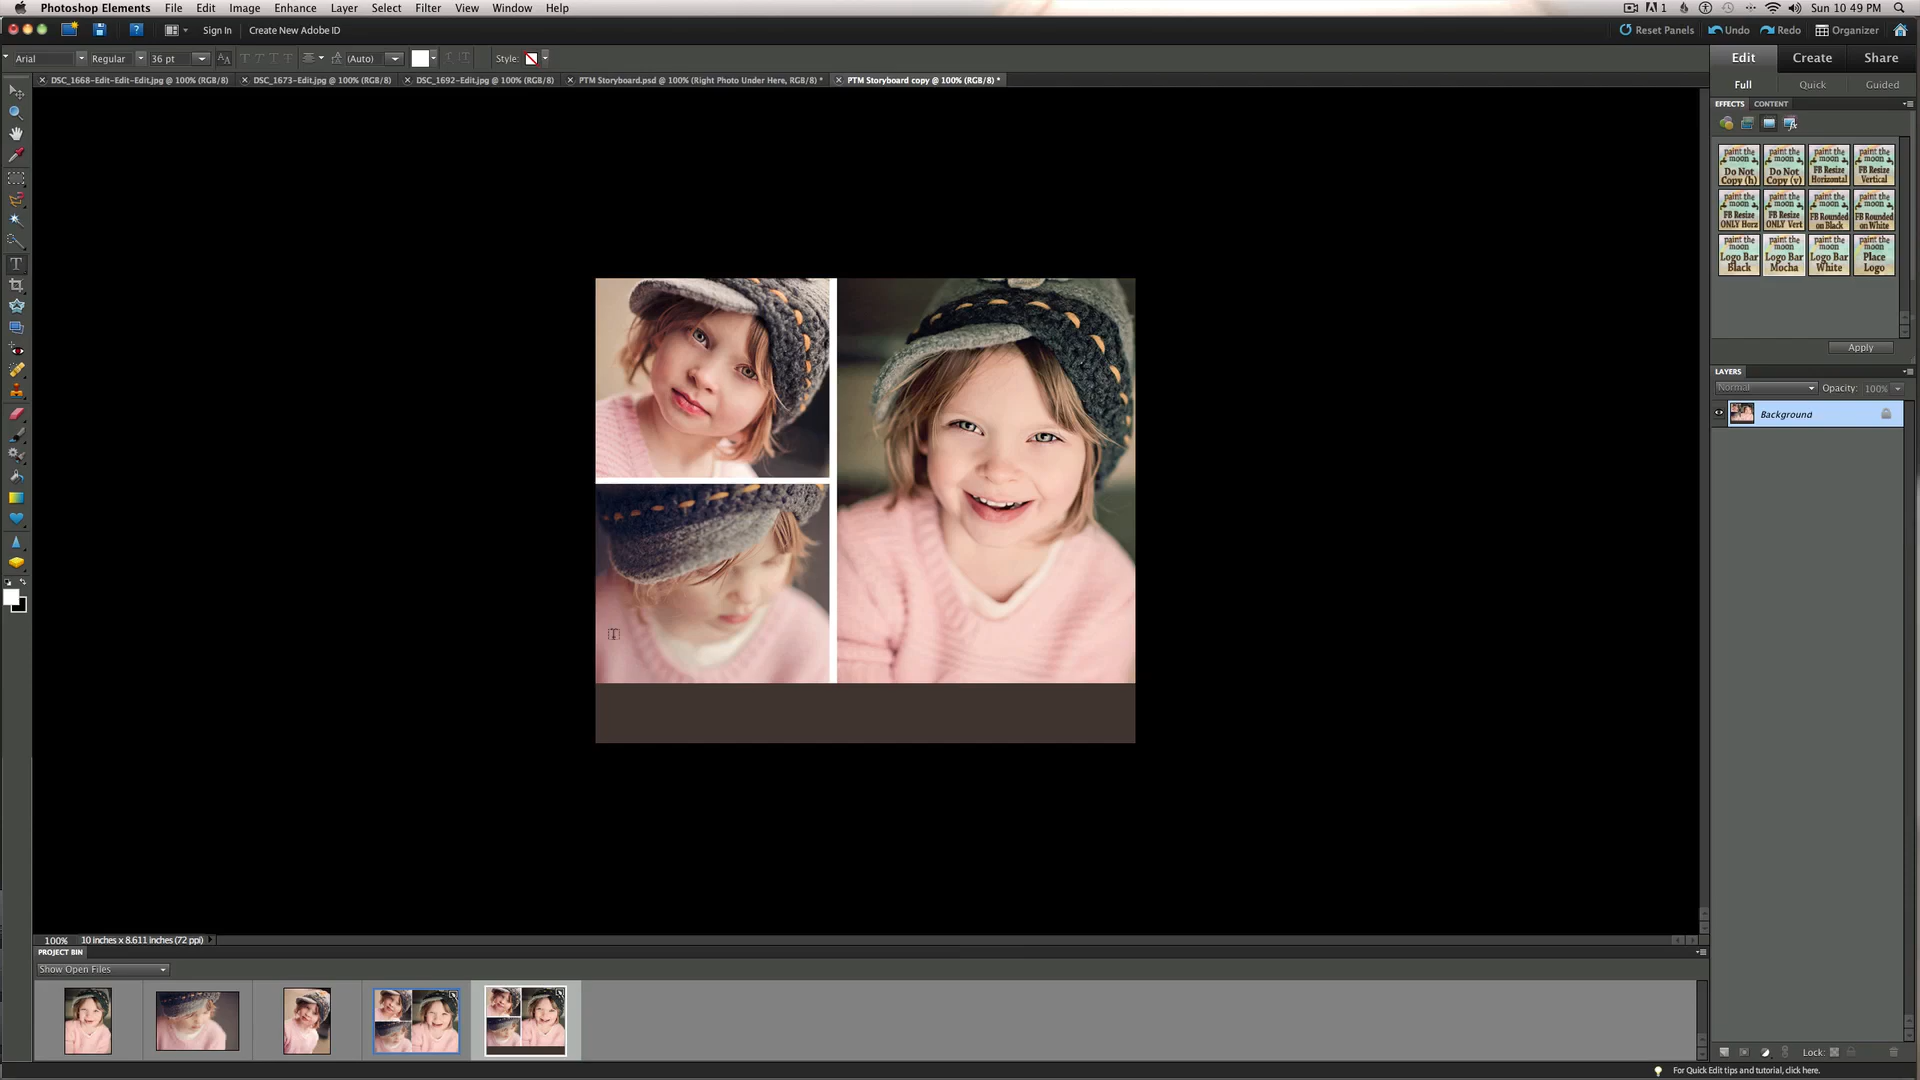 Photoshop Elements File Edit Image Enhance Layer Select Filter View Window Help
1 Sun 10:49 PM
Sign In Create New Adobe ID
Reset Panels Undo Redo Organizer
Arial Regular 36 pt (Auto) Style:
Edit Create Share
DSC_1668-Edit-Edit-Edit.jpg @ 100% (RGB/8) DSC_1673-Edit.jpg @ 100% (RGB/8) DSC_1692-Edit.jpg @ 100% (RGB/8) PTM Storyboard.psd @ 100% (Right Photo Under Here, RGB/8) * PTM Storyboard copy @ 100% (RGB/8) *
Full Quick Guided
EFFECTS CONTENT
paint the moon Do Not Copy (h)
paint the moon Do Not Copy (v)
paint the moon FB Resize Horizontal
paint the moon FB Resize Vertical
paint the moon FB Resize ONLY Horz
paint the moon FB Resize ONLY Vert
paint the moon FB Rounded on Black
paint the moon FB Rounded on White
paint the moon Logo Bar Black
paint the moon Logo Bar Mocha
paint the moon Logo Bar White
paint the moon Place Logo
Apply
LAYERS
Normal Opacity: 100%
Background
100% 10 inches x 8.611 inches (72 ppi)
PROJECT BIN
Show Open Files
Lock:
For Quick Edit tips and tutorial, click here.